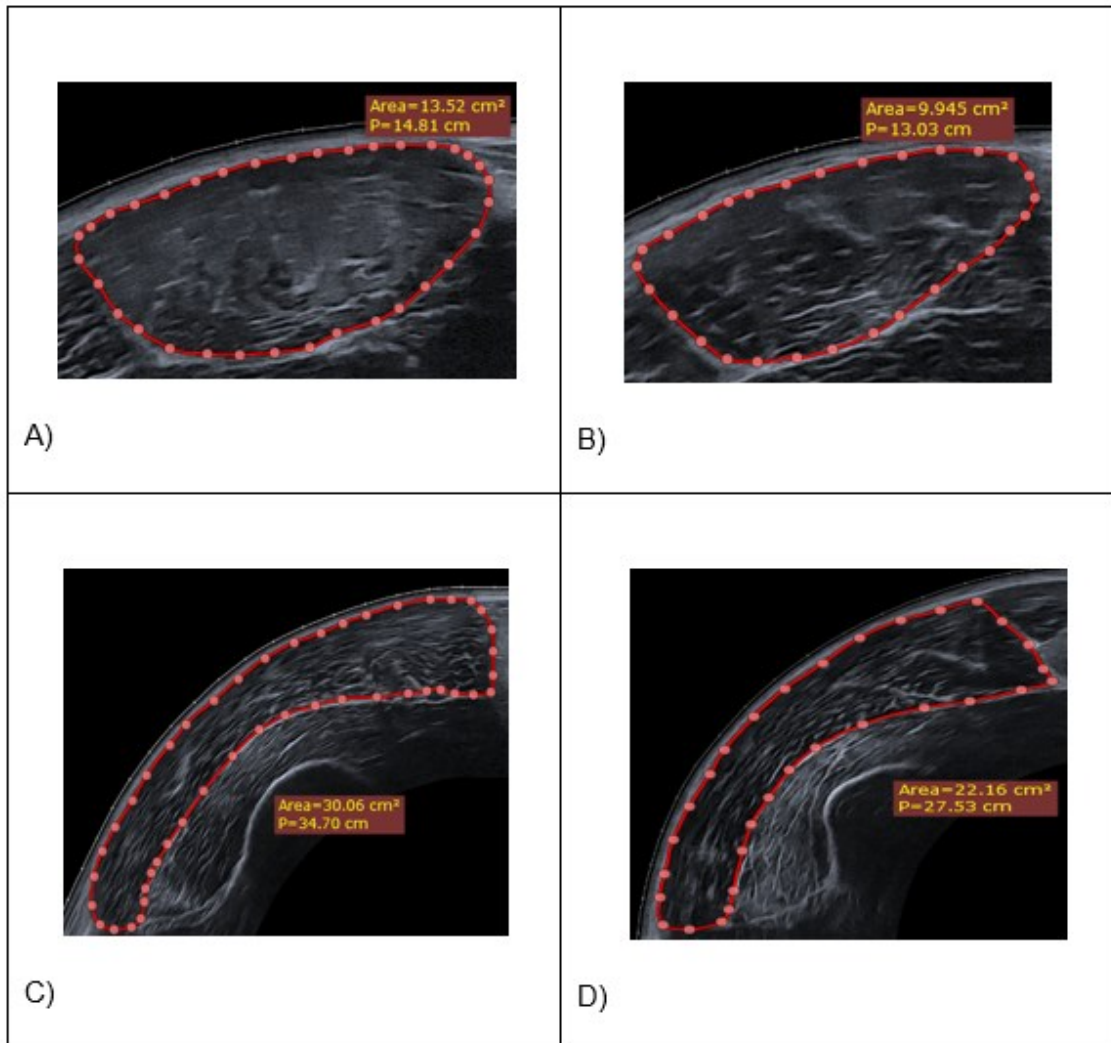 Area=13.52 cm²
P=14.81 cm
A)
Area=9.945 cm²
P=13.03 cm
B)
Area=30.06 cm²
P=34.70 cm
C)
Area=22.16 cm²
P=27.53 cm
D)